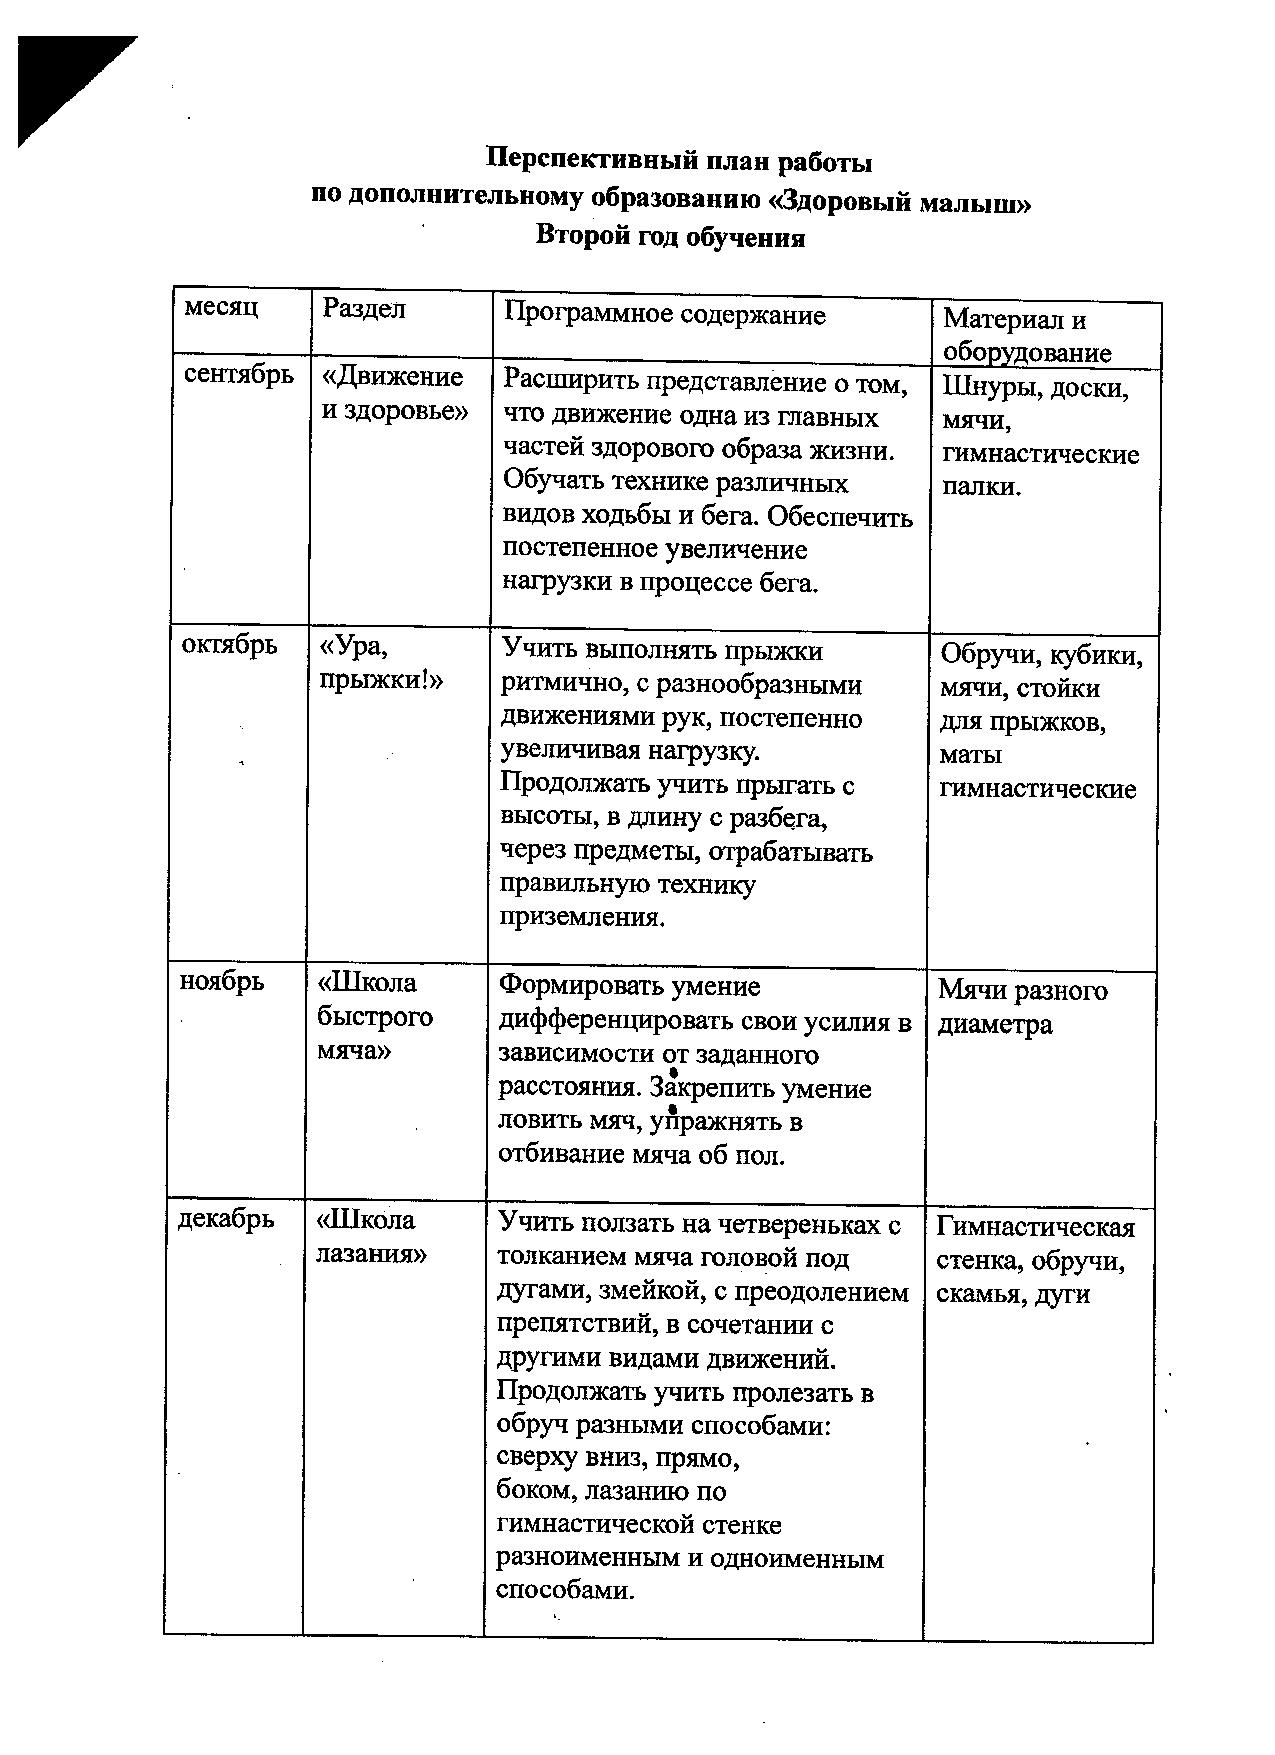 Перспективный план работы
по дополнительному образованию «Здоровый малыш»
Второй год обучения
месяц
Раздел
Программное содержание
Материал и
оборудование
сентябрь
«Движение
и здоровье»
Расширить представление о том,
что движение одна из главных
частей здорового образа жизни.
Обучать технике различных
видов ходьбы и бега. Обеспечить
постепенное увеличение
нагрузки в процессе бега.
Шнуры, доски,
мячи,
гимнастические
палки.
октябрь
«Ура,
прыжки!»
Учить выполнять прыжки
ритмично, с разнообразными
движениями рук, постепенно
увеличивая нагрузку.
Продолжать учить прыгать с
высоты, в длину с разбега,
через предметы, отрабатывать
правильную технику
приземления.
Обручи, кубики,
мячи, стойки
для прыжков,
маты
гимнастические
ноябрь
«Школа
быстрого
мяча»
Формировать умение
дифференцировать свои усилия в
зависимости от заданного
расстояния. Закрепить умение
ловить мяч, упражнять в
отбивание мяча об пол.
Мячи разного
диаметра
декабрь
«Школа
лазания»
Учить ползать на четвереньках с
толканием мяча головой под
дугами, змейкой, с преодолением
препятствий, в сочетании с
другими видами движений.
Продолжать учить пролезать в
обруч разными способами:
сверху вниз, прямо,
боком, лазанию по
гимнастической стенке
разноименным и одноименным
способами.
Гимнастическая
стенка, обручи,
скамья, дуги